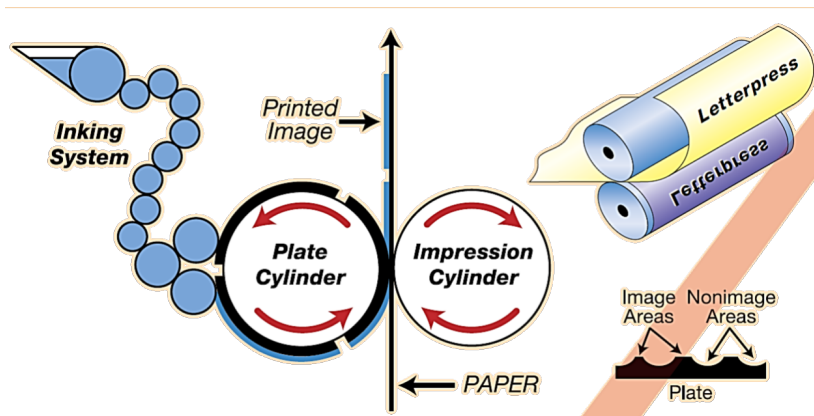 Inking
System
Printed
Image
Plate
Cylinder
Impression
Cylinder
PAPER
Letterpress
Letterpress
Image
Areas
Nonimage
Areas
Plate